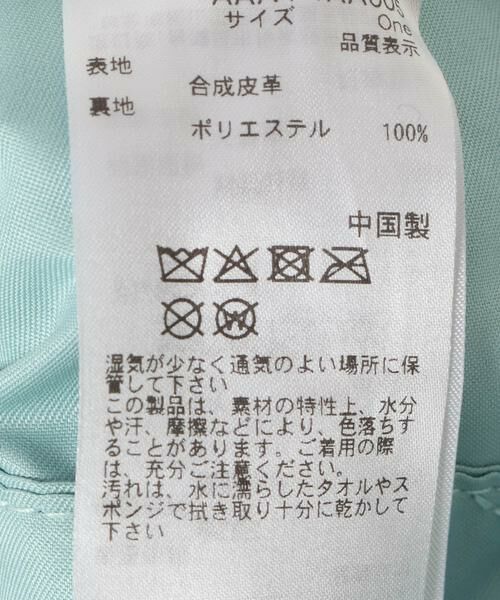 サイズ
One
品質表示
表地
合成皮革
裏地
ポリエステル 100%
中国製
湿気が少なく通気のよい場所に保
管して下さい
この製品は、素材の特性上、水分
や汗、摩擦などにより、色落ちす
ることがあります。ご着用の際
は、充分ご注意ください。
汚れは、水に濡らしたタオルやス
ポンジで拭き取り十分に乾かして
下さい